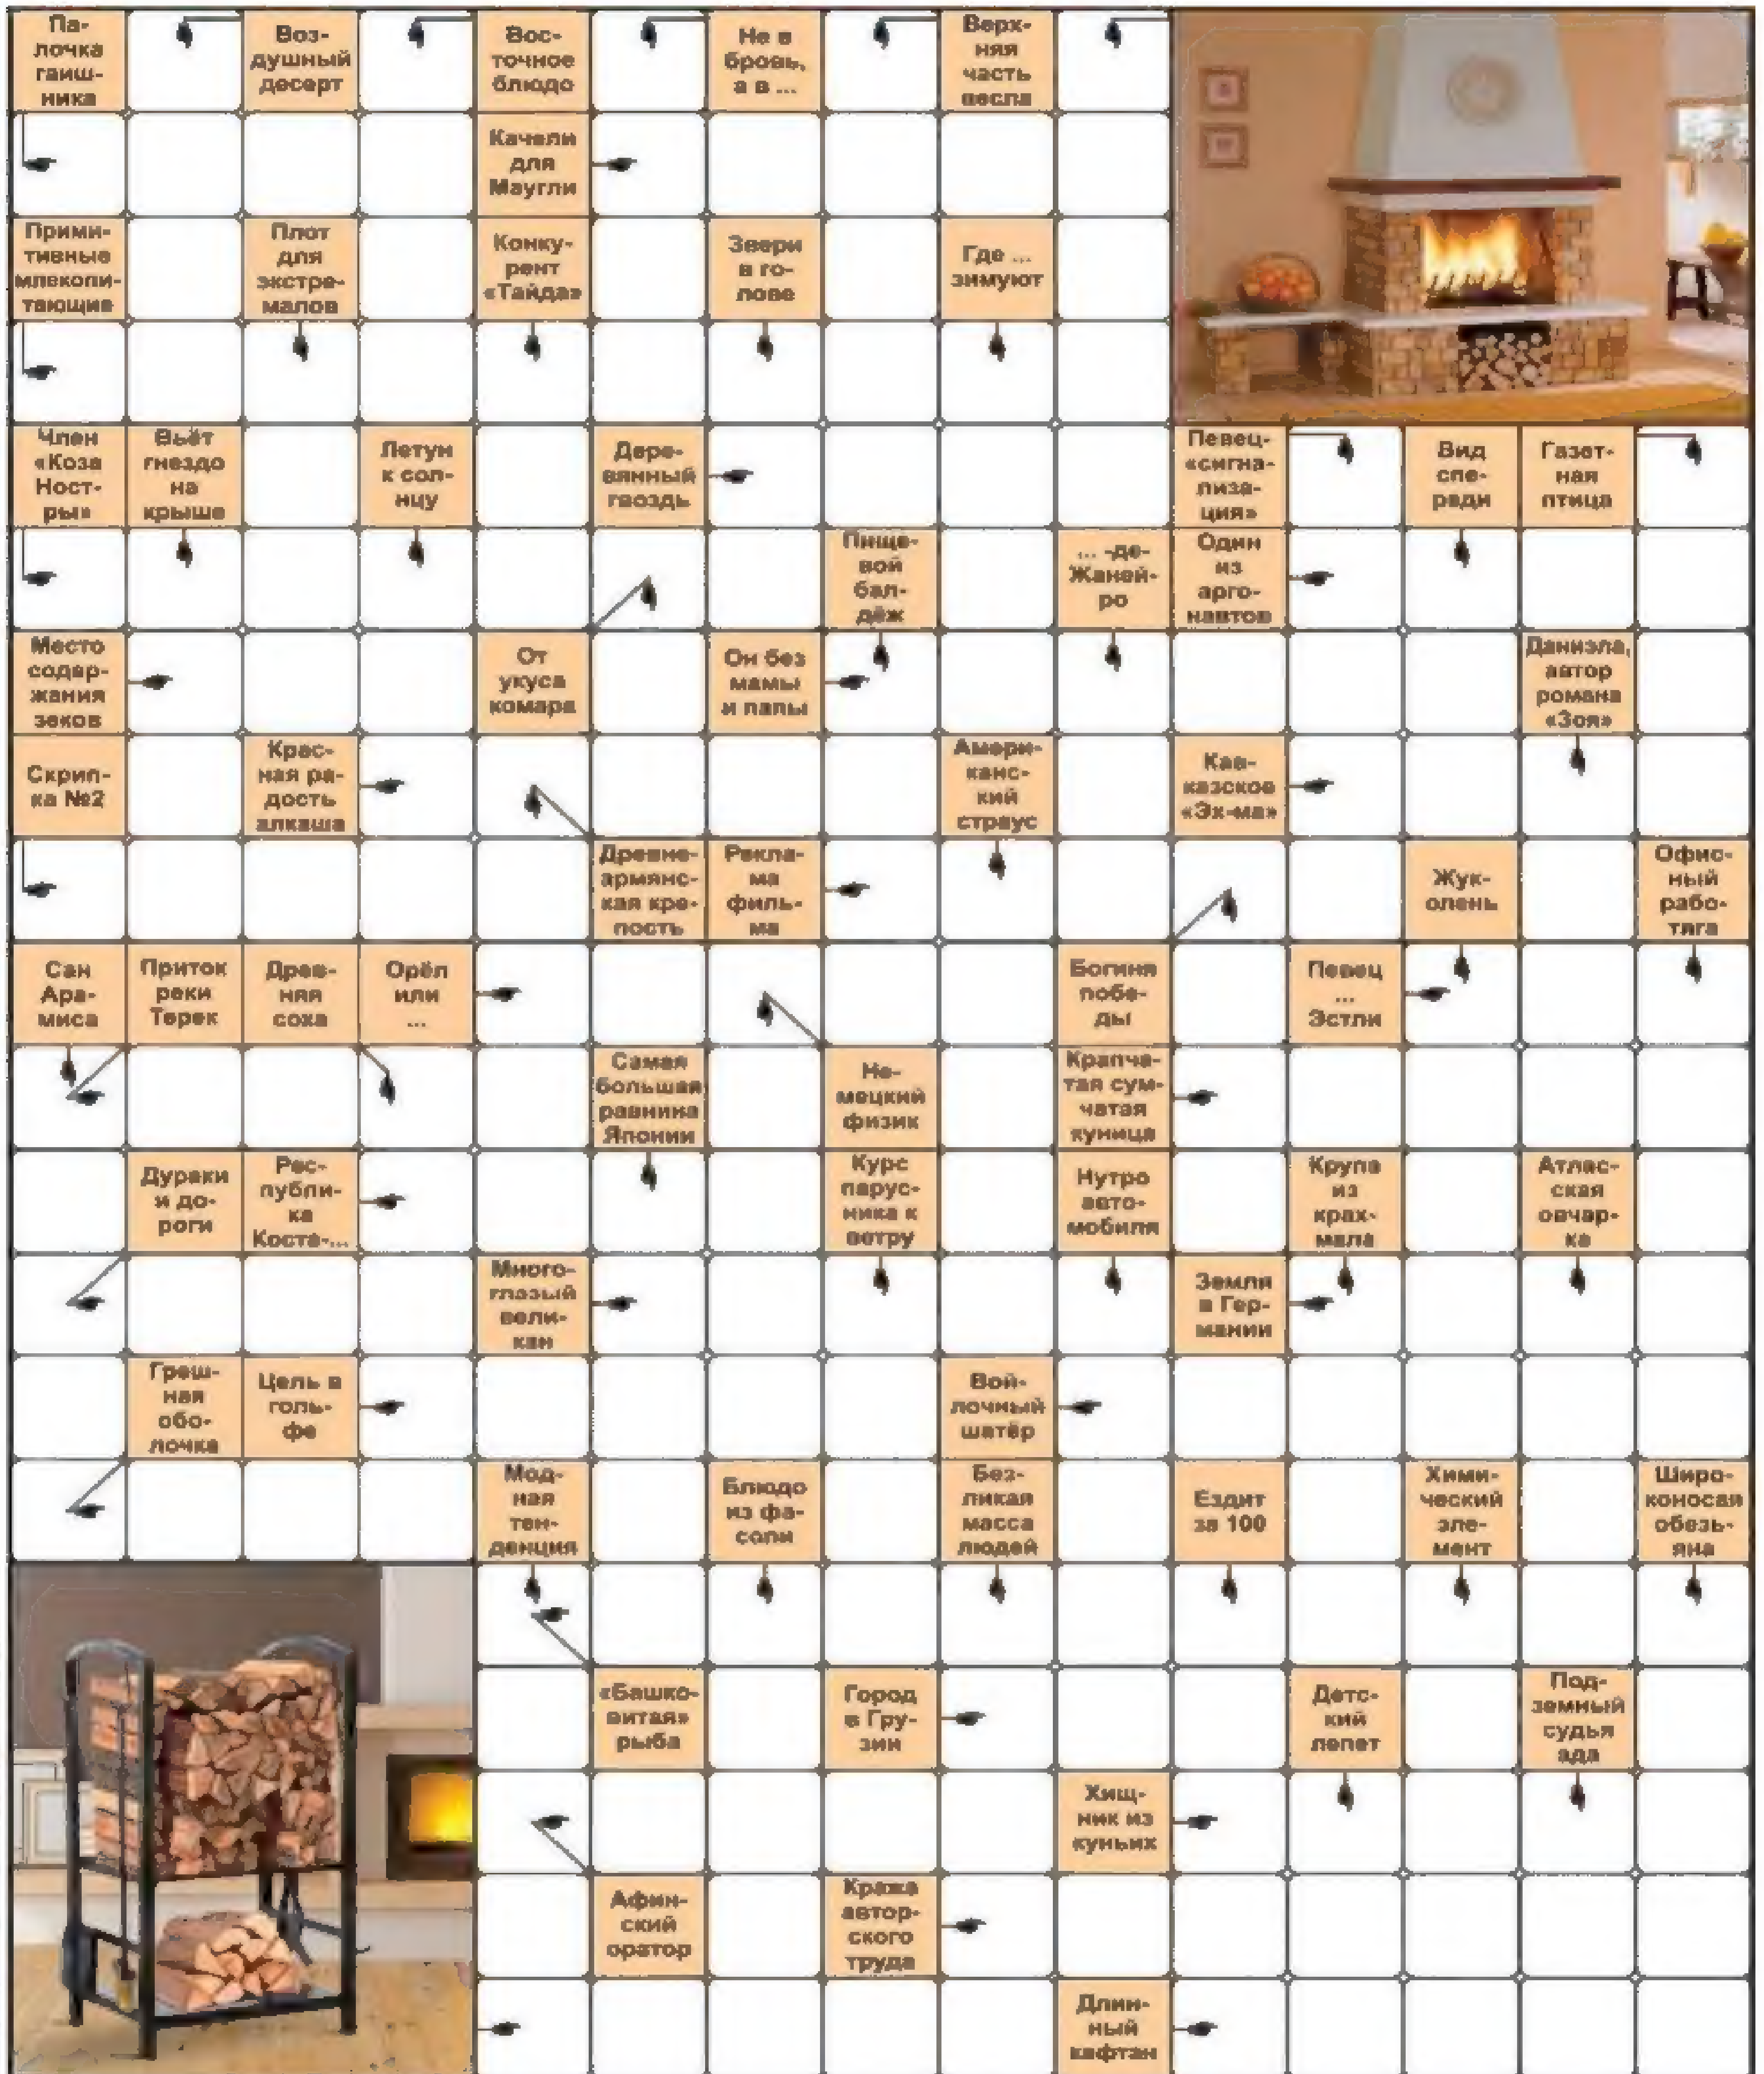 Па-
лочка
гаиш-
ника
Воз-
душный
десерт
Вос-
точное
блюдо
Не в
бровь,
а в ...
Верх-
няя
часть
весла
Качели
для
Маугли
Прими-
тивные
млекопи-
тающие
Плот
для
экстре-
малов
Конку-
рент
«Тайда»
Звери
в го-
лове
Где ...
зимуют
Член
«Коза
Ност-
ры»
Вьёт
гнездо
на
крыше
Летун
к сол-
нцу
Дере-
вянный
гвоздь
Певец-
«сигна-
лиза-
ция»
Вид
спе-
реди
Газет-
ная
птица
Пище-
вой
бал-
дёж
... -де-
Жаней-
ро
Один
из
арго-
навтов
Место
содер-
жания
зеков
От
укуса
комара
Он без
мамы
и папы
Даниэла,
автор
романа
«Зоя»
Скрип-
ка №2
Крас-
ная ра-
дость
алкаша
Амери-
канс-
кий
страус
Кав-
казское
«Эх-ма»
Древне-
армянс-
кая кре-
пость
Рекла-
ма
филь-
ма
Жук-
олень
Офис-
ный
рабо-
тяга
Сан
Ара-
миса
Приток
реки
Терек
Древ-
няя
соха
Орёл
или
...
Богиня
побе-
ды
Певец
...
Эстли
Самая
большая
равнина
Японии
Не-
мецкий
физик
Крапча-
тая сум-
чатая
куница
Дураки
и до-
роги
Рес-
публи-
ка
Коста-...
Курс
парус-
ника к
ветру
Нутро
авто-
мобиля
Крупа
из
крах-
мала
Атлас-
ская
овчар-
ка
Много-
глазый
вели-
кан
Земля
в Гер-
мании
Греш-
ная
обо-
лочка
Цель в
голь-
фе
Вой-
лочный
шатёр
Мод-
ная
тен-
денция
Блюдо
из фа-
соли
Без-
ликая
масса
людей
Ездит
за 100
Хими-
ческий
эле-
мент
Широ-
коносая
обезь-
яна
«Башко-
витая»
рыба
Город
в Гру-
зии
Детс-
кий
лепет
Под-
земный
судья
ада
Хищ-
ник из
куньих
Афин-
ский
оратор
Кража
автор-
ского
труда
Длин-
ный
кафтан